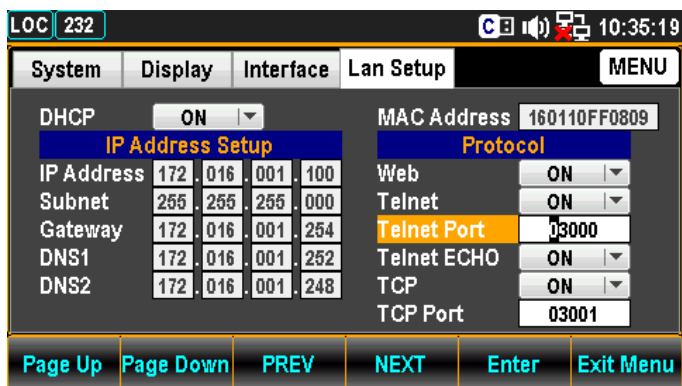 LOC 232 C 10:35:19
System Display Interface Lan Setup MENU
DHCP ON
IP Address Setup
IP Address 172 . 016 . 001 . 100
Subnet 255 . 255 . 255 . 000
Gateway 172 . 016 . 001 . 254
DNS1 172 . 016 . 001 . 252
DNS2 172 . 016 . 001 . 248
MAC Address 160110FF0809
Protocol
Web ON
Telnet ON
Telnet Port 03000
Telnet ECHO ON
TCP ON
TCP Port 03001
Page Up Page Down PREV NEXT Enter Exit Menu